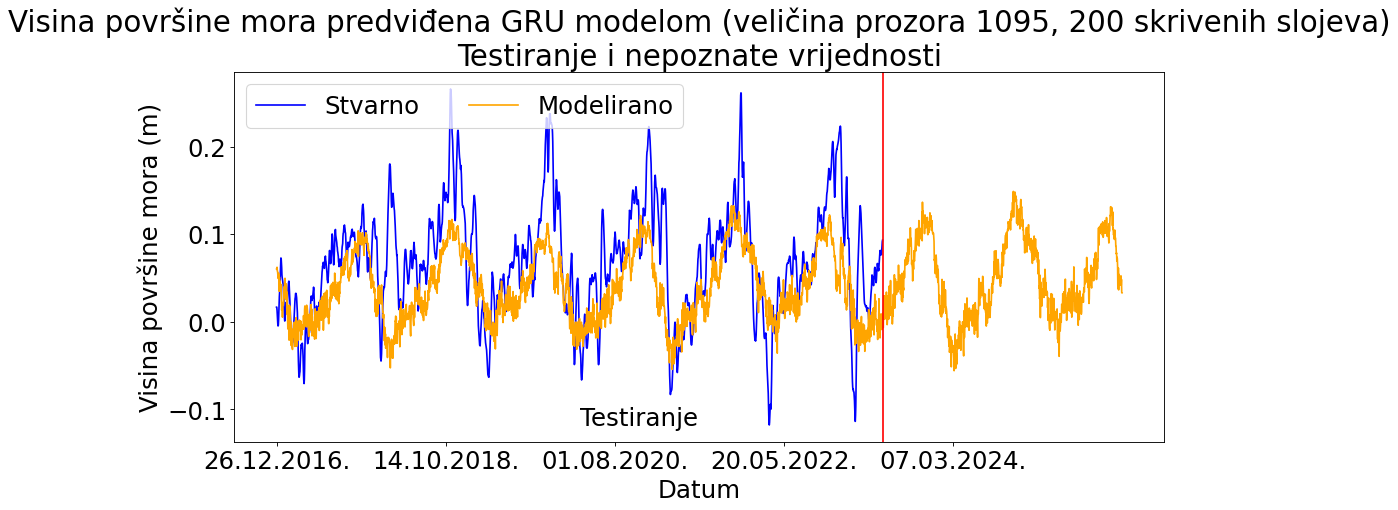 Visina površine mora predviđena GRU modelom (veličina prozora 1095, 200 skrivenih slojeva)
Testiranje i nepoznate vrijednosti
Stvarno
Modelirano
Visina površine mora (m)
0.2
0.1
0.0
−0.1
Testiranje
26.12.2016.
14.10.2018.
01.08.2020.
20.05.2022.
07.03.2024.
Datum